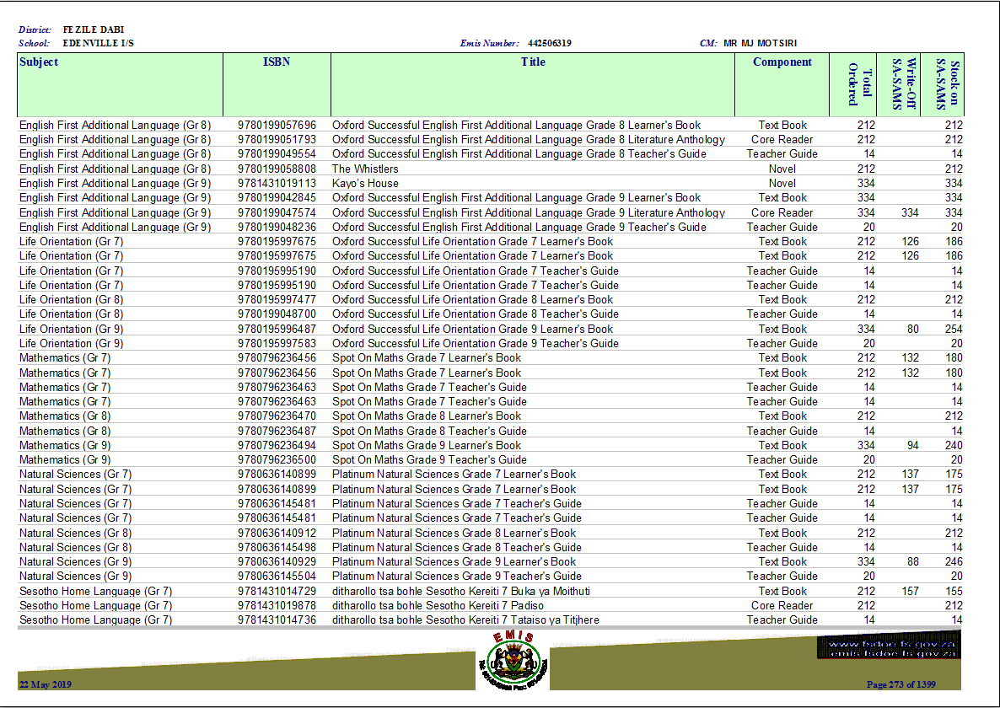 District: FEZILE DABI
School: EDENVILLE I/S Emis Number: 442506319 CM: MR MJ MOTSIRI
Subject ISBN Title Component Total Ordered Write-Off SA-SAMS Stock on SA-SAMS
English First Additional Language (Gr 8) 9780199057696 Oxford Successful English First Additional Language Grade 8 Learner's Book Text Book 212 212
English First Additional Language (Gr 8) 9780199051793 Oxford Successful English First Additional Language Grade 8 Literature Anthology Core Reader 212 212
English First Additional Language (Gr 8) 9780199049554 Oxford Successful English First Additional Language Grade 8 Teacher's Guide Teacher Guide 14 14
English First Additional Language (Gr 8) 9780199058808 The Whistlers Novel 212 212
English First Additional Language (Gr 9) 9781431019113 Kayo's House Novel 334 334
English First Additional Language (Gr 9) 9780199042845 Oxford Successful English First Additional Language Grade 9 Learner's Book Text Book 334 334
English First Additional Language (Gr 9) 9780199047574 Oxford Successful English First Additional Language Grade 9 Literature Anthology Core Reader 334 334 334
English First Additional Language (Gr 9) 9780199048236 Oxford Successful English First Additional Language Grade 9 Teacher's Guide Teacher Guide 20 20
Life Orientation (Gr 7) 9780195997675 Oxford Successful Life Orientation Grade 7 Learner's Book Text Book 212 126 186
Life Orientation (Gr 7) 9780195997675 Oxford Successful Life Orientation Grade 7 Learner's Book Text Book 212 126 186
Life Orientation (Gr 7) 9780195995190 Oxford Successful Life Orientation Grade 7 Teacher's Guide Teacher Guide 14 14
Life Orientation (Gr 7) 9780195995190 Oxford Successful Life Orientation Grade 7 Teacher's Guide Teacher Guide 14 14
Life Orientation (Gr 8) 9780195997477 Oxford Successful Life Orientation Grade 8 Learner's Book Text Book 212 212
Life Orientation (Gr 8) 9780199048700 Oxford Successful Life Orientation Grade 8 Teacher's Guide Teacher Guide 14 14
Life Orientation (Gr 9) 9780195996487 Oxford Successful Life Orientation Grade 9 Learner's Book Text Book 334 80 254
Life Orientation (Gr 9) 9780195997583 Oxford Successful Life Orientation Grade 9 Teacher's Guide Teacher Guide 20 20
Mathematics (Gr 7) 9780796236456 Spot On Maths Grade 7 Learner's Book Text Book 212 132 180
Mathematics (Gr 7) 9780796236456 Spot On Maths Grade 7 Learner's Book Text Book 212 132 180
Mathematics (Gr 7) 9780796236463 Spot On Maths Grade 7 Teacher's Guide Teacher Guide 14 14
Mathematics (Gr 7) 9780796236463 Spot On Maths Grade 7 Teacher's Guide Teacher Guide 14 14
Mathematics (Gr 8) 9780796236470 Spot On Maths Grade 8 Learner's Book Text Book 212 212
Mathematics (Gr 8) 9780796236487 Spot On Maths Grade 8 Teacher's Guide Teacher Guide 14 14
Mathematics (Gr 9) 9780796236494 Spot On Maths Grade 9 Learner's Book Text Book 334 94 240
Mathematics (Gr 9) 9780796236500 Spot On Maths Grade 9 Teacher's Guide Teacher Guide 20 20
Natural Sciences (Gr 7) 9780636140899 Platinum Natural Sciences Grade 7 Learner's Book Text Book 212 137 175
Natural Sciences (Gr 7) 9780636140899 Platinum Natural Sciences Grade 7 Learner's Book Text Book 212 137 175
Natural Sciences (Gr 7) 9780636145481 Platinum Natural Sciences Grade 7 Teacher's Guide Teacher Guide 14 14
Natural Sciences (Gr 7) 9780636145481 Platinum Natural Sciences Grade 7 Teacher's Guide Teacher Guide 14 14
Natural Sciences (Gr 8) 9780636140912 Platinum Natural Sciences Grade 8 Learner's Book Text Book 212 212
Natural Sciences (Gr 8) 9780636145498 Platinum Natural Sciences Grade 8 Teacher's Guide Teacher Guide 14 14
Natural Sciences (Gr 9) 9780636140929 Platinum Natural Sciences Grade 9 Learner's Book Text Book 334 88 246
Natural Sciences (Gr 9) 9780636145504 Platinum Natural Sciences Grade 9 Teacher's Guide Teacher Guide 20 20
Sesotho Home Language (Gr 7) 9781431014729 ditharollo tsa bohle Sesotho Kereiti 7 Buka ya Moithuti Text Book 212 157 155
Sesotho Home Language (Gr 7) 9781431019878 ditharollo tsa bohle Sesotho Kereiti 7 Padiso Core Reader 212 212
Sesotho Home Language (Gr 7) 9781431014736 ditharollo tsa bohle Sesotho Kereiti 7 Tataiso ya Titjhere Teacher Guide 14 14
EMIS
www.fsdoe.fs.gov.za
emis.fsdoe.fs.gov.za
22 May 2019 Page 273 of 1399